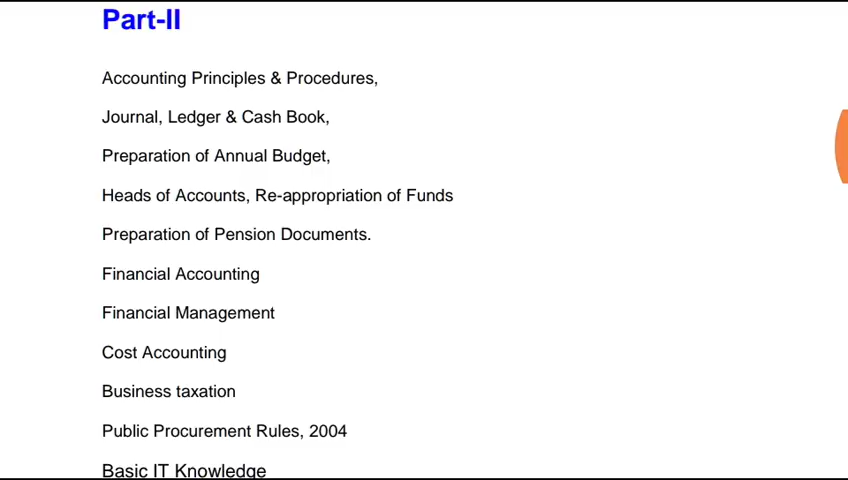 Part-II
Accounting Principles & Procedures,
Journal, Ledger & Cash Book,
Preparation of Annual Budget,
Heads of Accounts, Re-appropriation of Funds
Preparation of Pension Documents.
Financial Accounting
Financial Management
Cost Accounting
Business taxation
Public Procurement Rules, 2004
Basic IT Knowledge